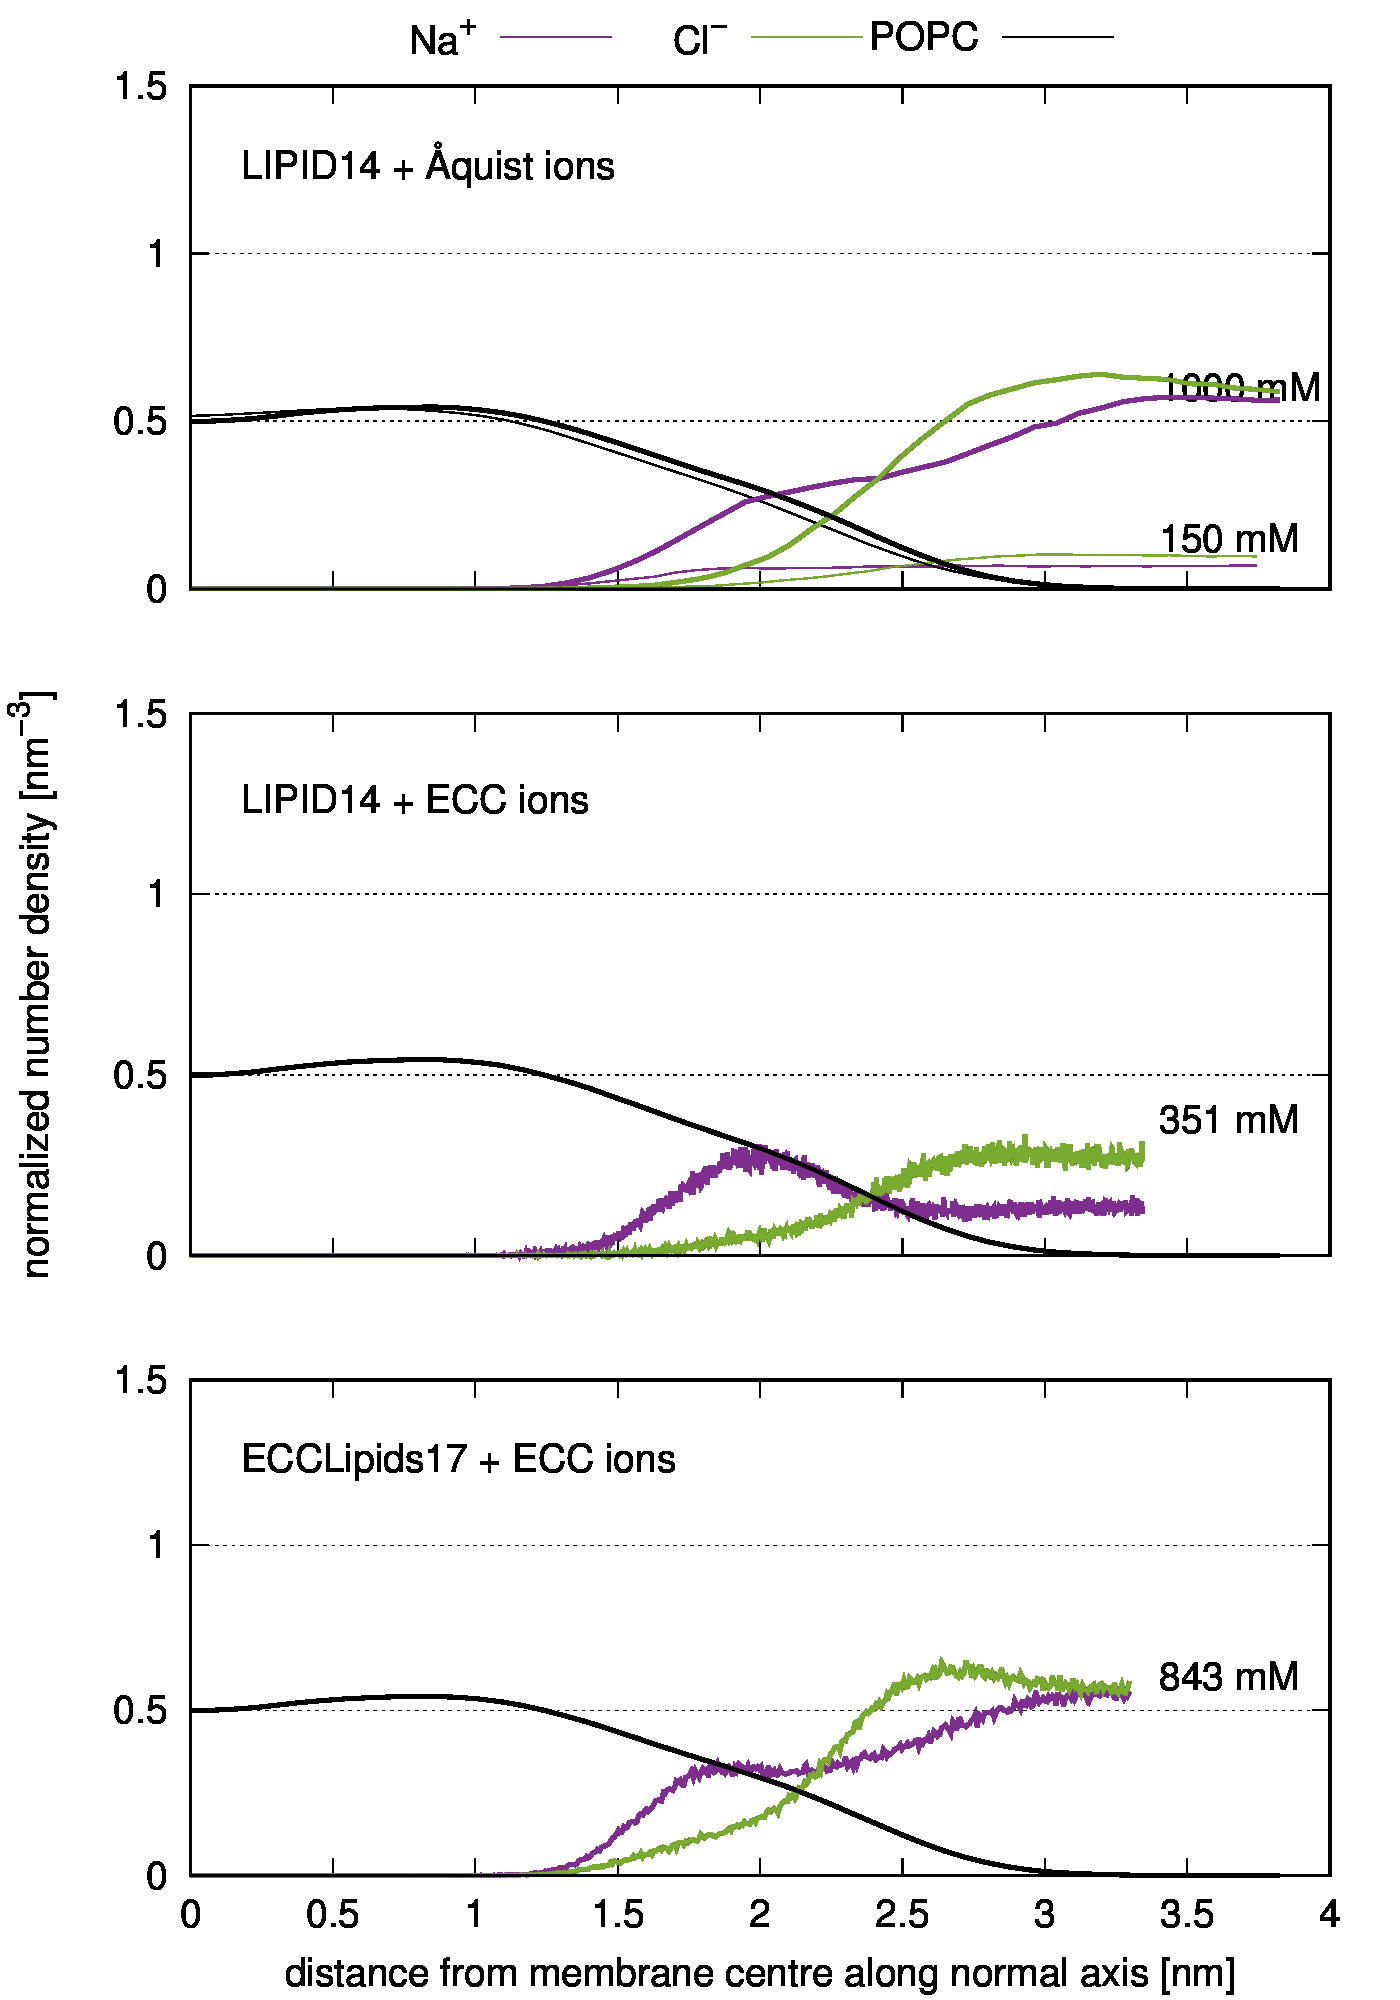 Na⁺ Cl⁻ POPC
1.5
LIPID14 + Åquist ions
1
1000 mM
0.5
150 mM
0
1.5
LIPID14 + ECC ions
1
0.5
351 mM
0
normalized number density [nm⁻³]
1.5
ECCLipids17 + ECC ions
1
843 mM
0.5
0
0 0.5 1 1.5 2 2.5 3 3.5 4
distance from membrane centre along normal axis [nm]